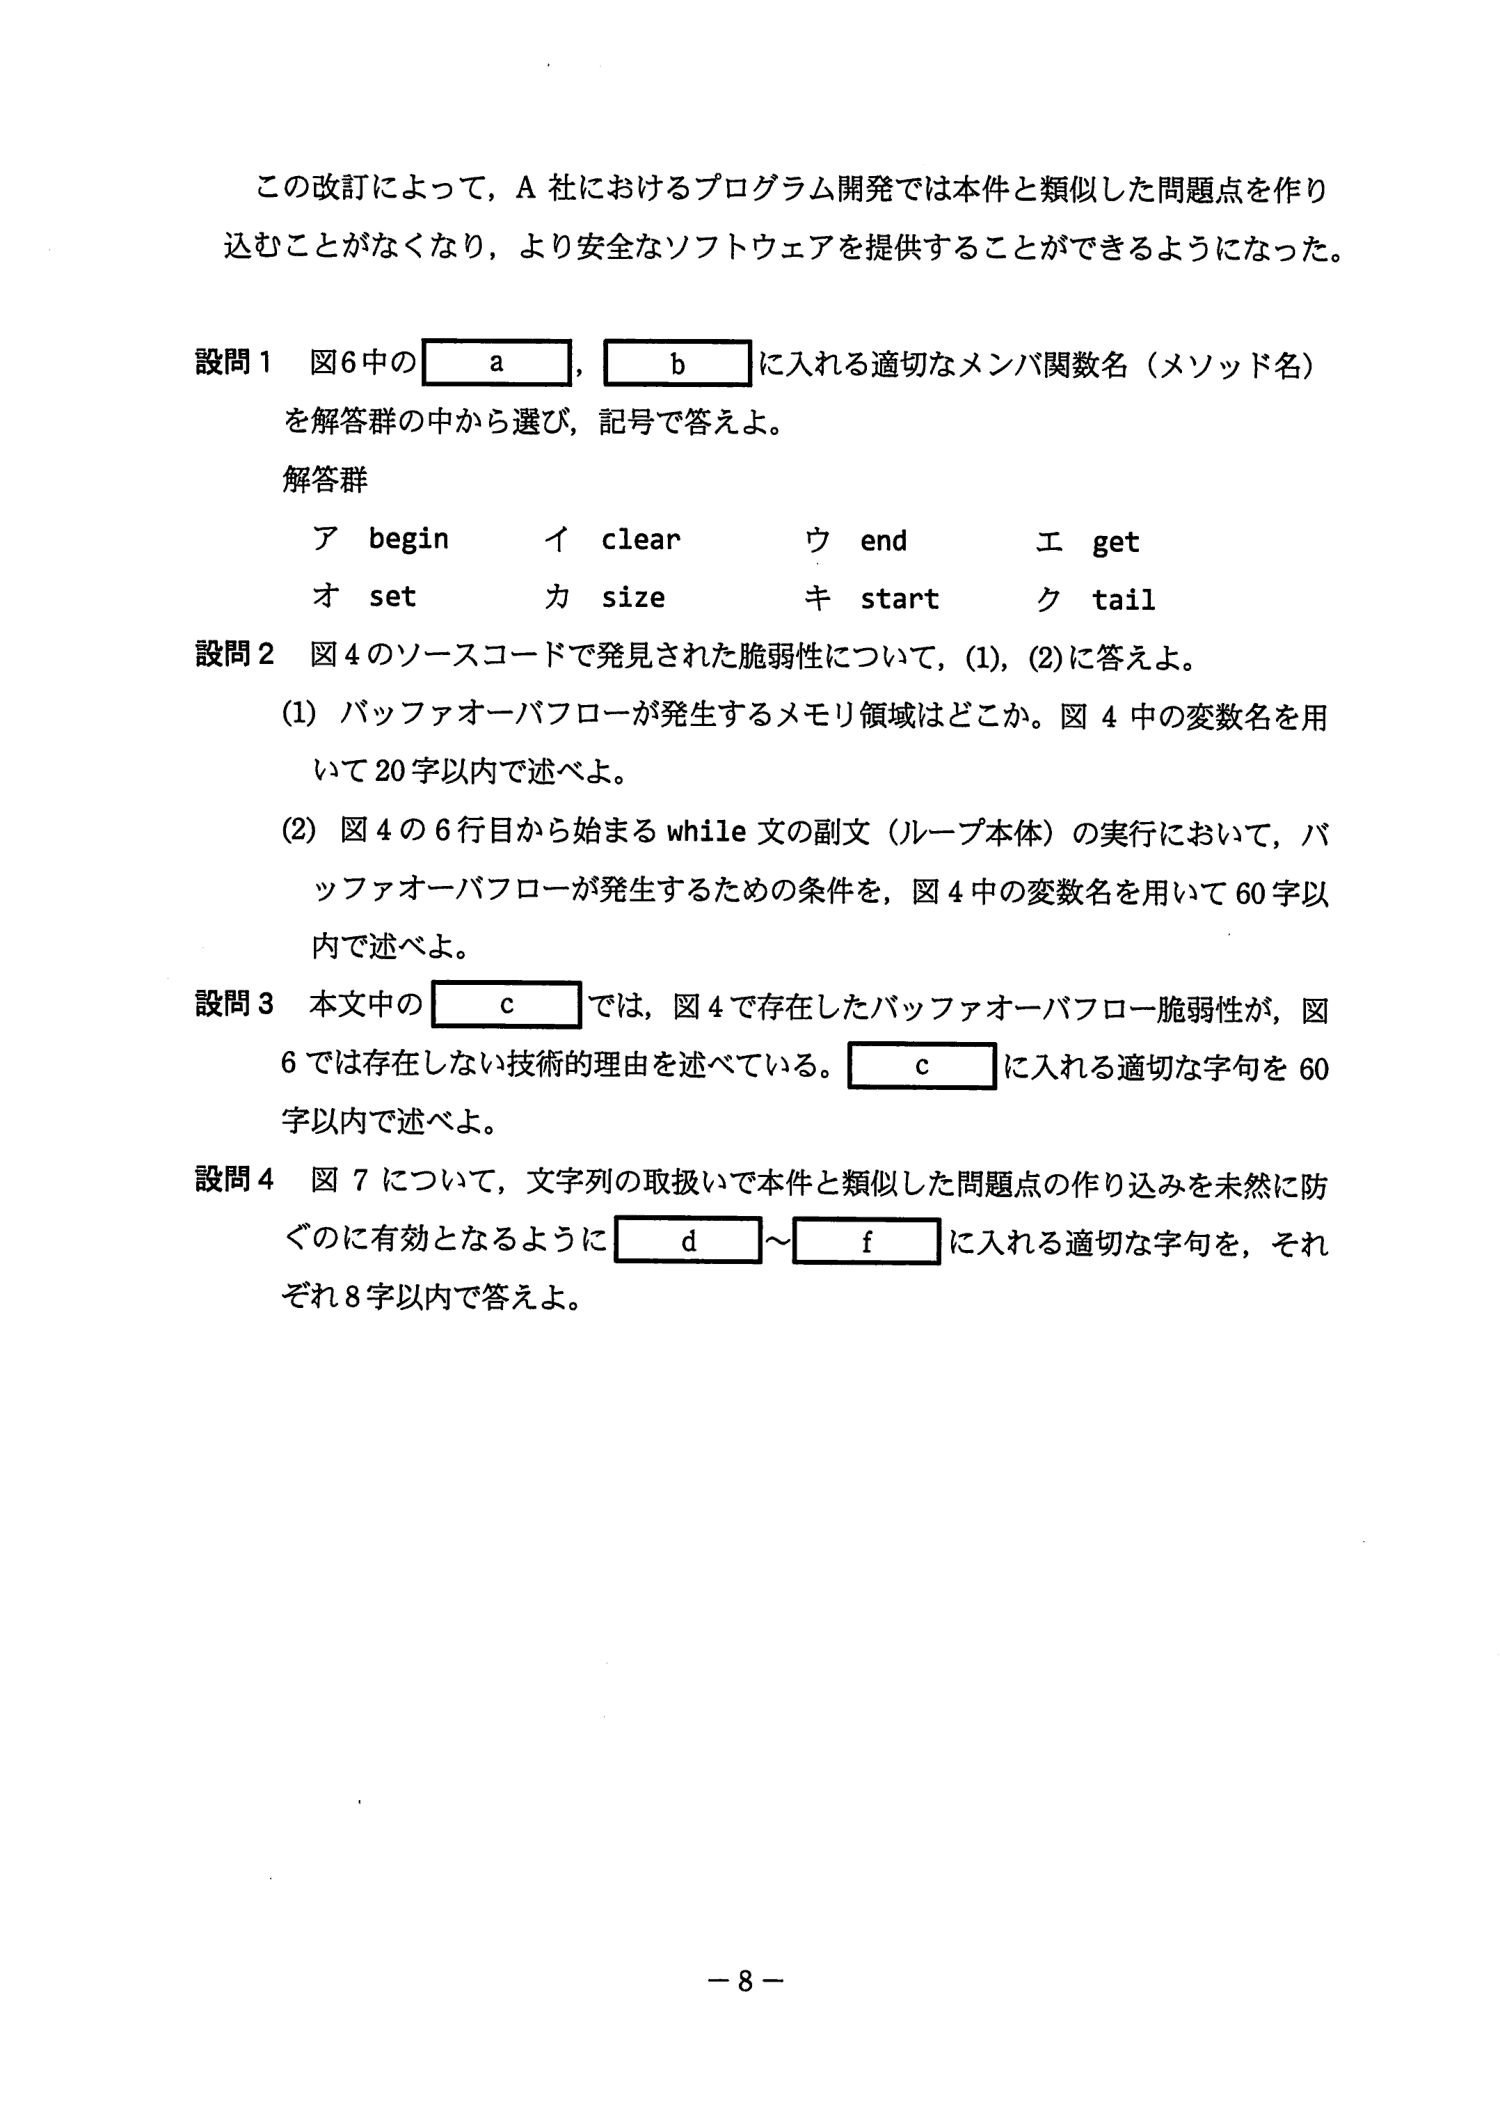 この改訂によって，A 社におけるプログラム開発では本件と類似した問題点を作り
込むことがなくなり，より安全なソフトウェアを提供することができるようになった。
設問1　図6中の　a　，　b　に入れる適切なメンバ関数名（メソッド名）
を解答群の中から選び，記号で答えよ。
解答群
ア　begin　イ　clear　ウ　end　エ　get
オ　set　カ　size　キ　start　ク　tail
設問2　図4のソースコードで発見された脆弱性について，(1)，(2)に答えよ。
(1)　バッファオーバフローが発生するメモリ領域はどこか。図 4 中の変数名を用
いて20字以内で述べよ。
(2)　図4の6行目から始まるwhile文の副文（ループ本体）の実行において，バ
ッファオーバフローが発生するための条件を，図4中の変数名を用いて60字以
内で述べよ。
設問3　本文中の　c　では，図4で存在したバッファオーバフロー脆弱性が，図
6では存在しない技術的理由を述べている。　c　に入れる適切な字句を 60
字以内で述べよ。
設問4　図 7 について，文字列の取扱いで本件と類似した問題点の作り込みを未然に防
ぐのに有効となるように　d　～　f　に入れる適切な字句を，それ
ぞれ8字以内で答えよ。
－8－